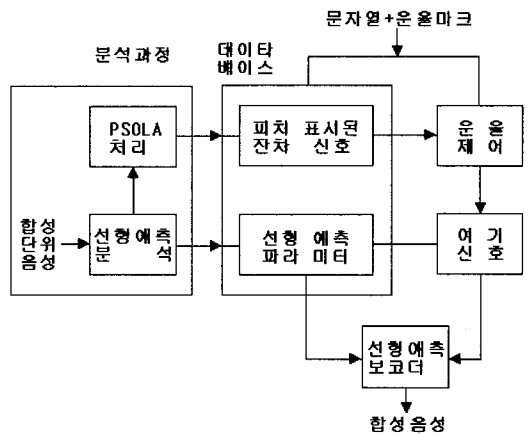 문자열+운율마크
분석과정
데이타
베이스
PSOLA
처리
피치 표시된
잔차 신호
운 율
제 어
합성
단위
음성
선형예측
분 석
선형 예측
파라 미터
여 기
신 호
선형예측
보코더
합성음성